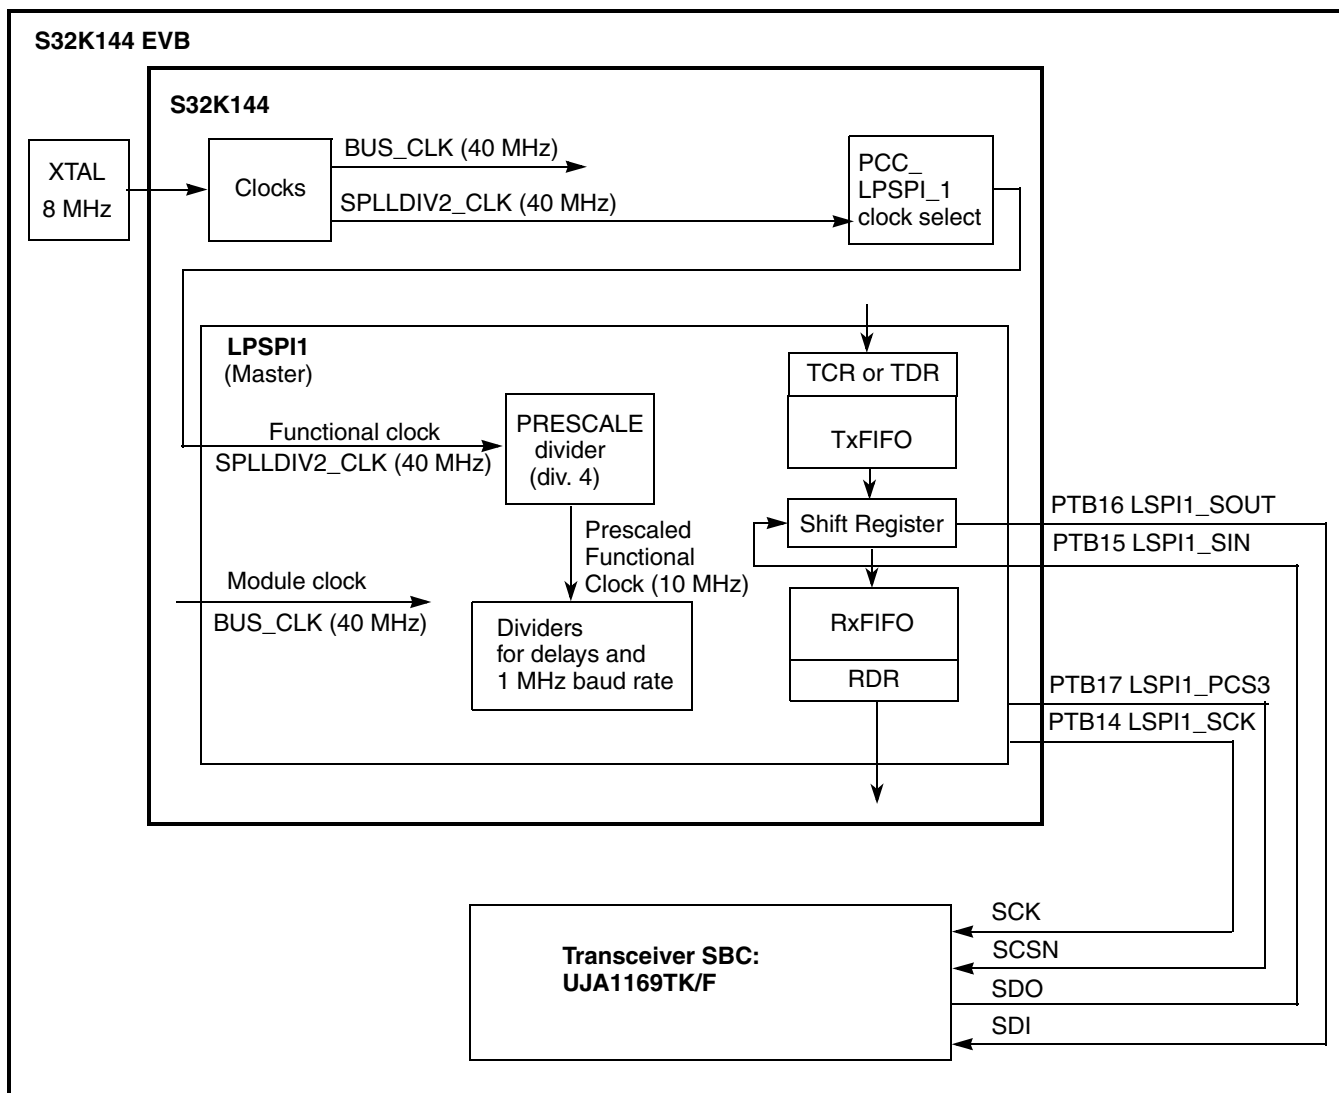 S32K144 EVB
S32K144
XTAL
8 MHz
Clocks
BUS_CLK (40 MHz)
SPLLDIV2_CLK (40 MHz)
PCC_
LPSPI_1
clock select
LPSPI1
(Master)
Functional clock
SPLLDIV2_CLK (40 MHz)
PRESCALE
divider
(div. 4)
Prescaled
Functional
Clock (10 MHz)
Module clock
BUS_CLK (40 MHz)
Dividers
for delays and
1 MHz baud rate
TCR or TDR
TxFIFO
Shift Register
RxFIFO
RDR
PTB16 LSPI1_SOUT
PTB15 LSPI1_SIN
PTB17 LSPI1_PCS3
PTB14 LSPI1_SCK
Transceiver SBC:
UJA1169TK/F
SCK
SCSN
SDO
SDI